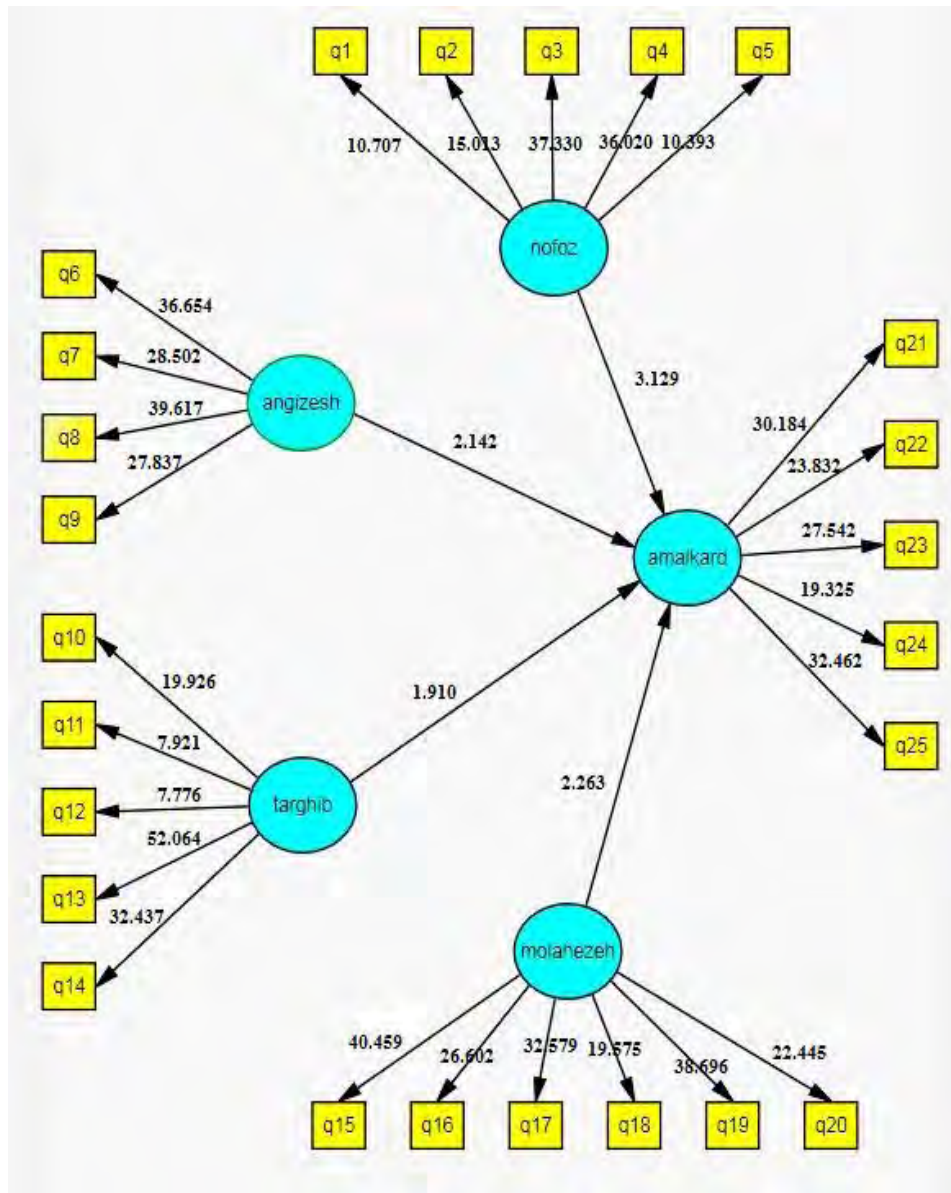 q1 q2 q3 q4 q5
10.707 15.013 37.330 36.020 10.393
nofoz
q6
36.654
q7
28.502
angizesh
q8
39.617
q9
27.837
3.129
2.142
q21
30.184
q22
23.832
amalkard
q23
27.542
q24
19.325
q25
32.462
q10
19.926
q11
7.921
targhib
q12
7.776
q13
52.064
q14
32.437
1.910
2.263
molahezeh
40.459 26.602 32.579 19.575 38.696 22.445
q15 q16 q17 q18 q19 q20